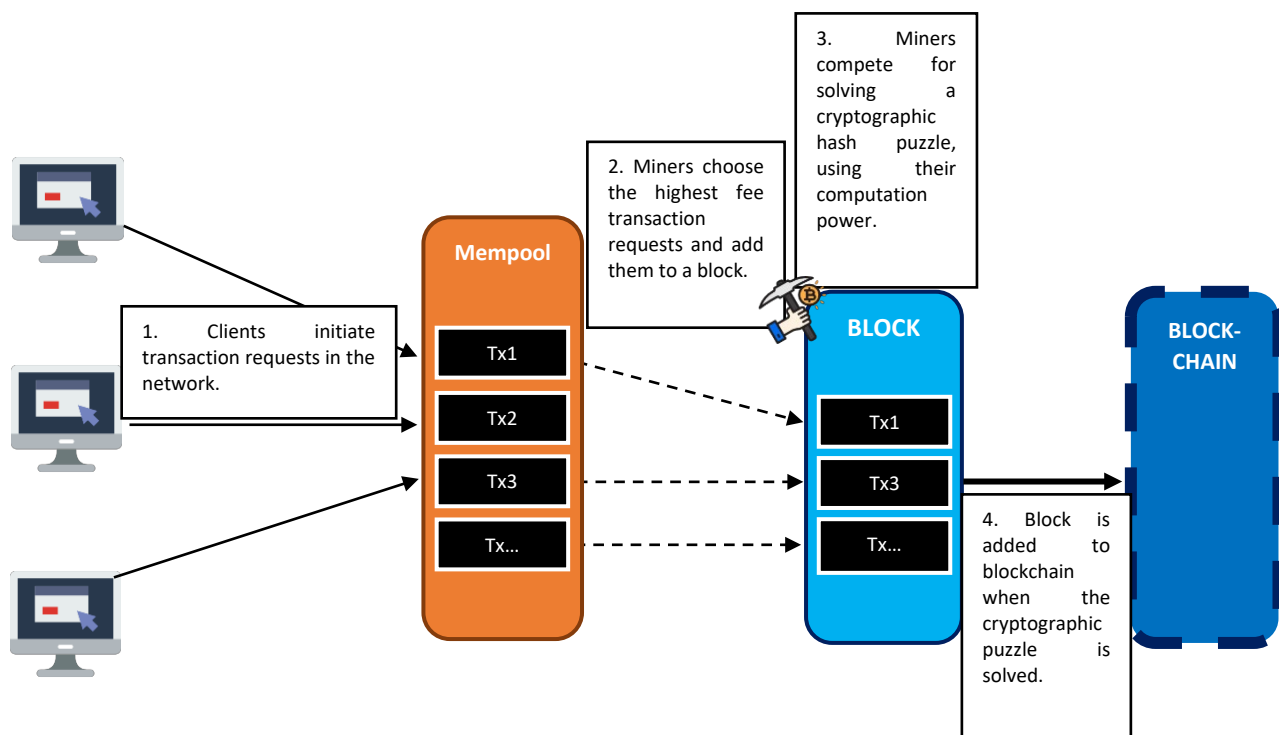 1. Clients initiate
transaction requests in the
network.
Mempool
Tx1
Tx2
Tx3
Tx...
2. Miners choose
the highest fee
transaction
requests and add
them to a block.
3. Miners
compete for
solving a
cryptographic
hash puzzle,
using their
computation
power.
BLOCK
Tx1
Tx3
Tx...
4. Block is
added to
blockchain
when the
cryptographic
puzzle is
solved.
BLOCK-
CHAIN